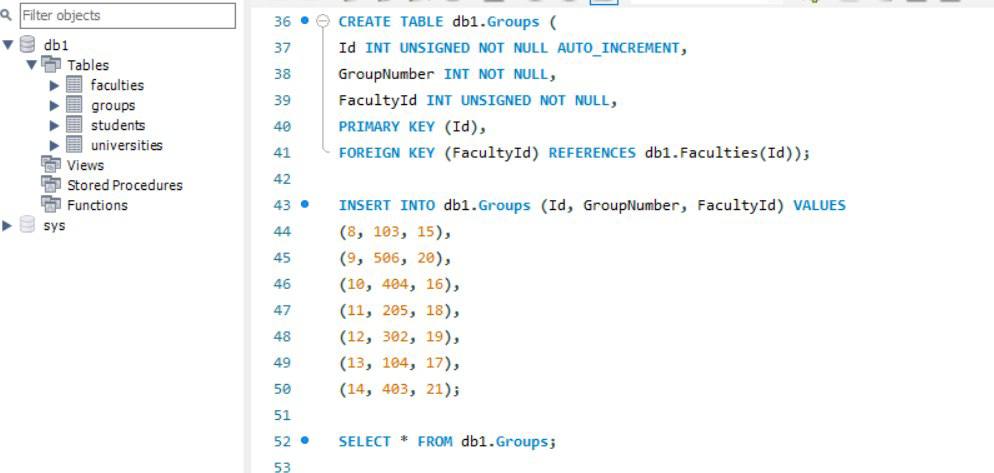 Filter objects
db1
Tables
faculties
groups
students
universities
Views
Stored Procedures
Functions
sys
36 CREATE TABLE db1.Groups (
37 Id INT UNSIGNED NOT NULL AUTO_INCREMENT,
38 GroupNumber INT NOT NULL,
39 FacultyId INT UNSIGNED NOT NULL,
40 PRIMARY KEY (Id),
41 FOREIGN KEY (FacultyId) REFERENCES db1.Faculties(Id));
42
43 INSERT INTO db1.Groups (Id, GroupNumber, FacultyId) VALUES
44 (8, 103, 15),
45 (9, 506, 20),
46 (10, 404, 16),
47 (11, 205, 18),
48 (12, 302, 19),
49 (13, 104, 17),
50 (14, 403, 21);
51
52 SELECT * FROM db1.Groups;
53